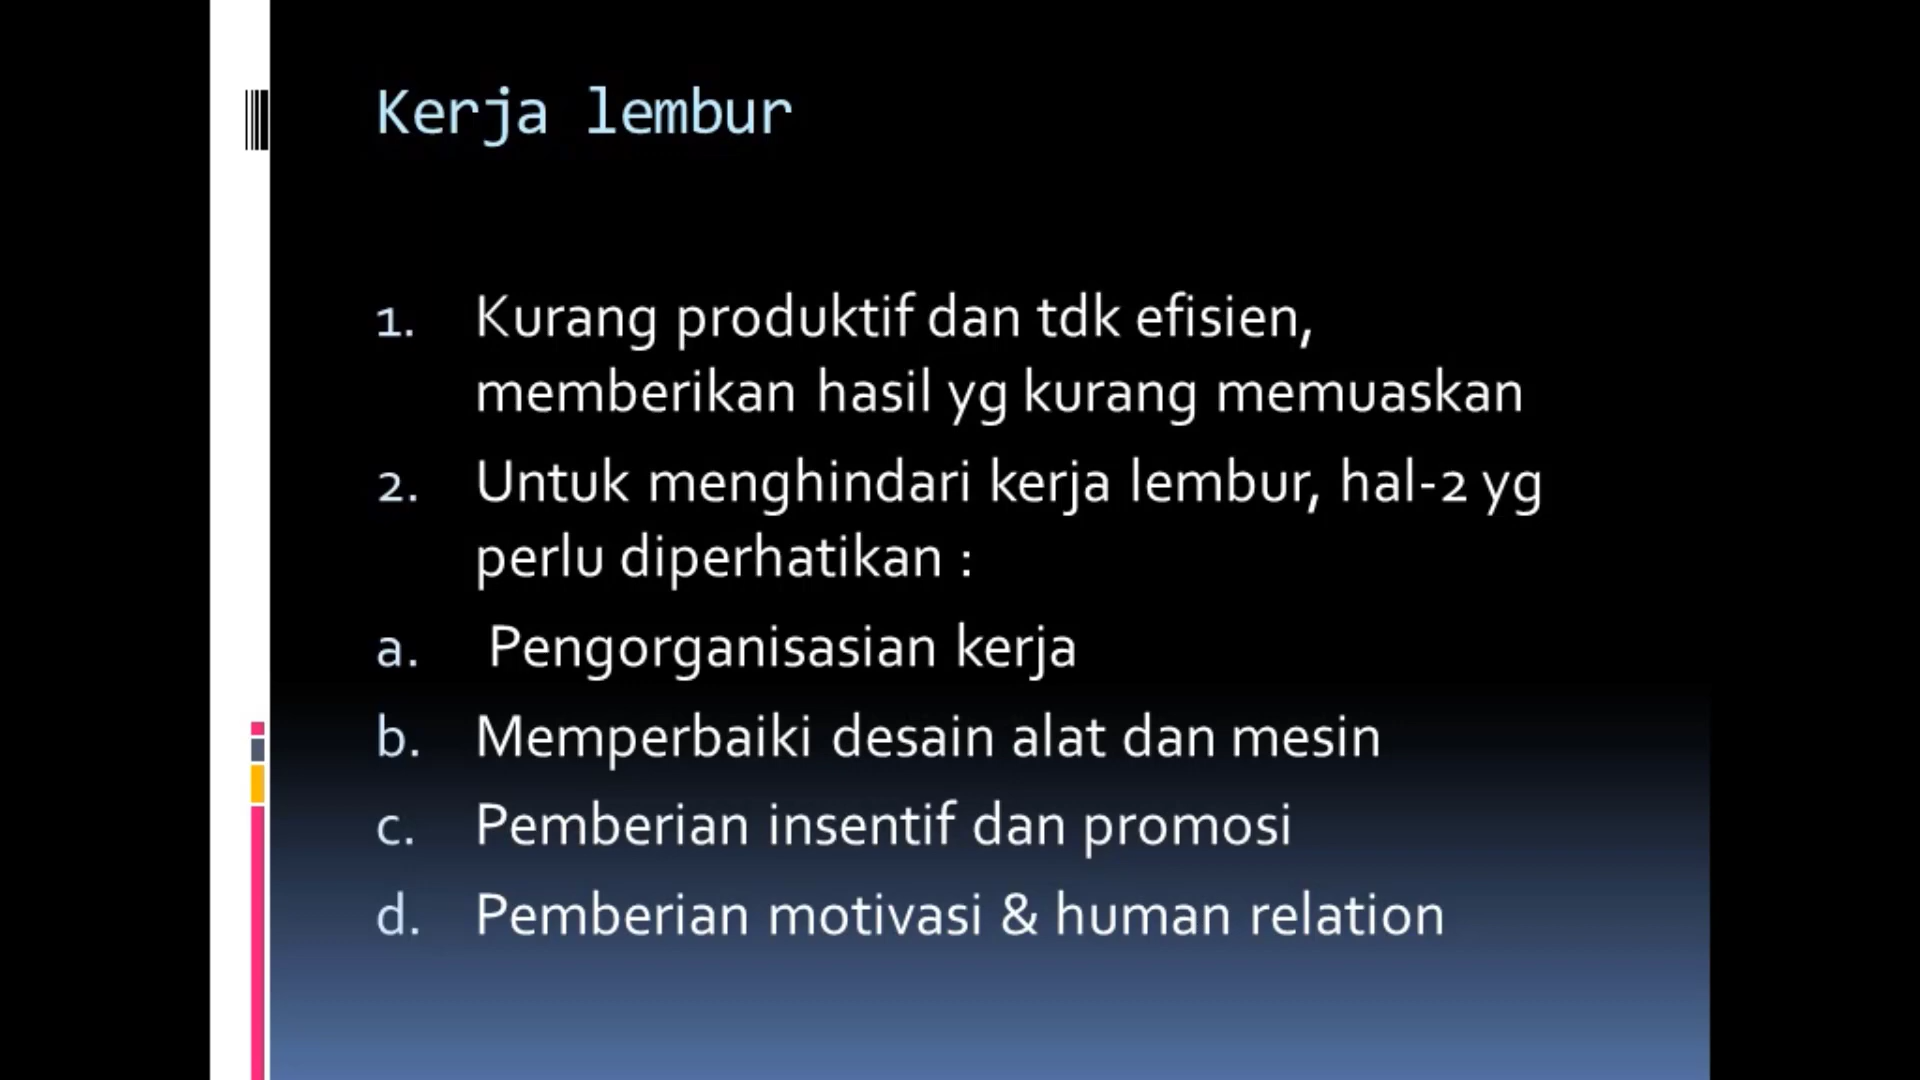 Kerja lembur
1. Kurang produktif dan tdk efisien,
memberikan hasil yg kurang memuaskan
2. Untuk menghindari kerja lembur, hal-2 yg
perlu diperhatikan :
a. Pengorganisasian kerja
b. Memperbaiki desain alat dan mesin
c. Pemberian insentif dan promosi
d. Pemberian motivasi & human relation